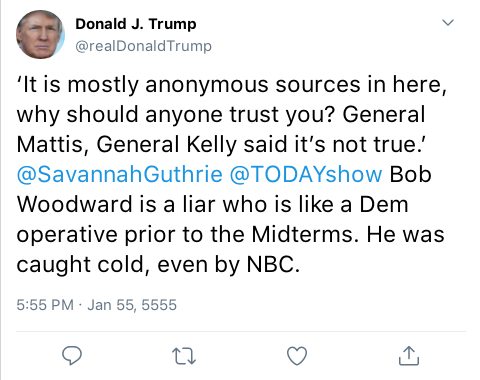 Donald J. Trump
@realDonaldTrump
‘It is mostly anonymous sources in here,
why should anyone trust you? General
Mattis, General Kelly said it’s not true.’
@SavannahGuthrie @TODAYshow Bob
Woodward is a liar who is like a Dem
operative prior to the Midterms. He was
caught cold, even by NBC.
5:55 PM · Jan 55, 5555